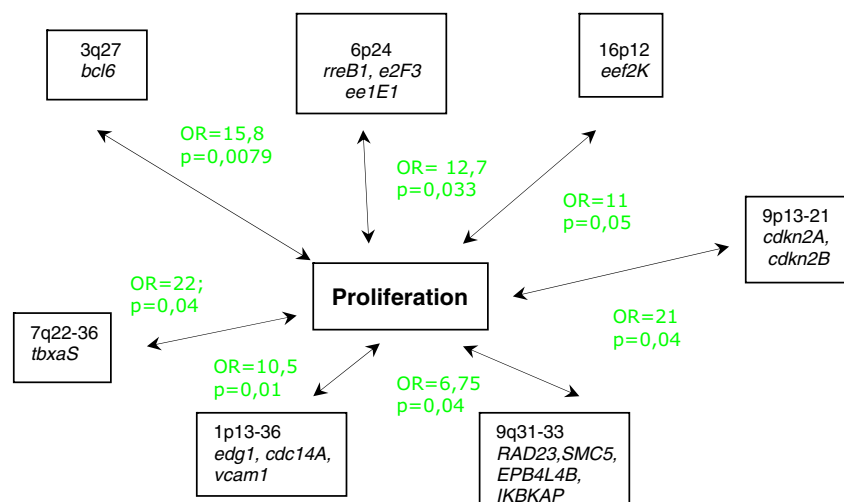 3q27
bcl6
6p24
rreB1, e2F3
ee1E1
16p12
eef2K
OR=15,8
p=0,0079
OR= 12,7
p=0,033
OR=11
p=0,05
9p13-21
cdkn2A,
cdkn2B
Proliferation
OR=22;
p=0,04
OR=21
p=0,04
7q22-36
tbxaS
OR=10,5
p=0,01
OR=6,75
p=0,04
1p13-36
edg1, cdc14A,
vcam1
9q31-33
RAD23,SMC5,
EPB4L4B,
IKBKAP